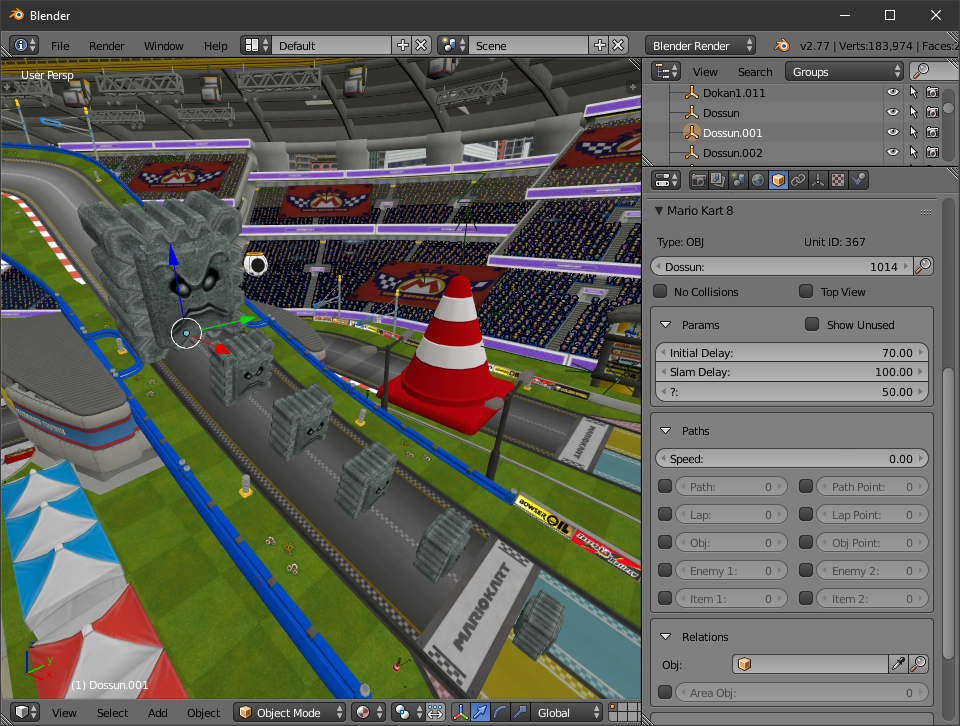 Blender
File Render Window Help Default Scene Blender Render v2.77 | Verts:183,974 | Faces:2
User Persp
View Search Groups
Dokan1.011
Dossun
Dossun.001
Dossun.002
Mario Kart 8
Type: OBJ Unit ID: 367
Dossun: 1014
No Collisions Top View
Params Show Unused
Initial Delay: 70.00
Slam Delay: 100.00
?: 50.00
Paths
Speed: 0.00
Path: 0 Path Point: 0
Lap: 0 Lap Point: 0
Obj: 0 Obj Point: 0
Enemy 1: 0 Enemy 2: 0
Item 1: 0 Item 2: 0
Relations
Obj:
Area Obj: 0
MARIOKART
BOWSER OIL
MARIOKART
z
y
(1) Dossun.001
View Select Add Object Object Mode Global